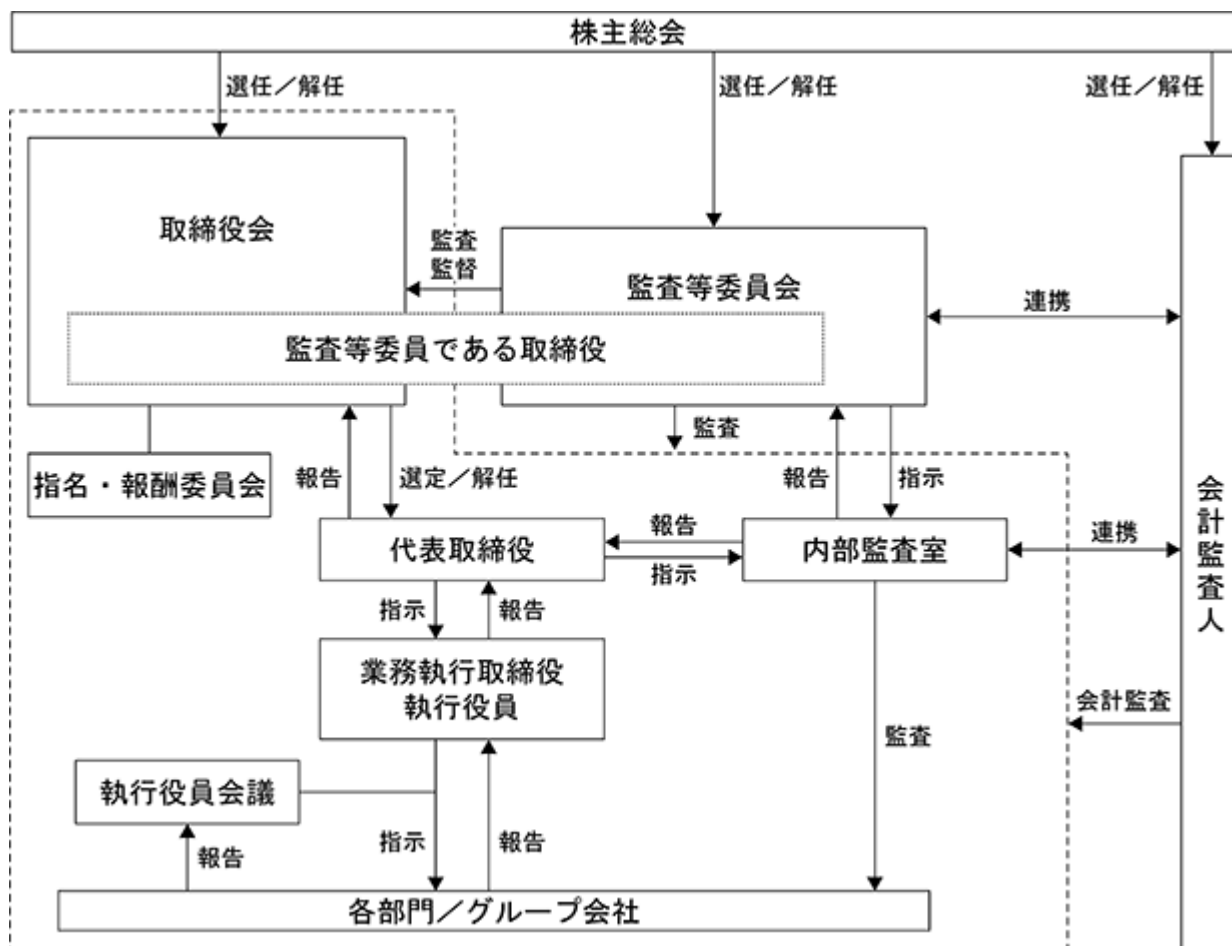 株主総会
選任／解任
選任／解任
選任／解任
取締役会
監査
監督
監査等委員会
連携
監査等委員である取締役
監査
指名・報酬委員会
報告
選定／解任
報告
指示
代表取締役
報告
指示
内部監査室
連携
会計監査人
指示
報告
業務執行取締役
執行役員
会計監査
監査
執行役員会議
報告
指示
報告
各部門／グループ会社